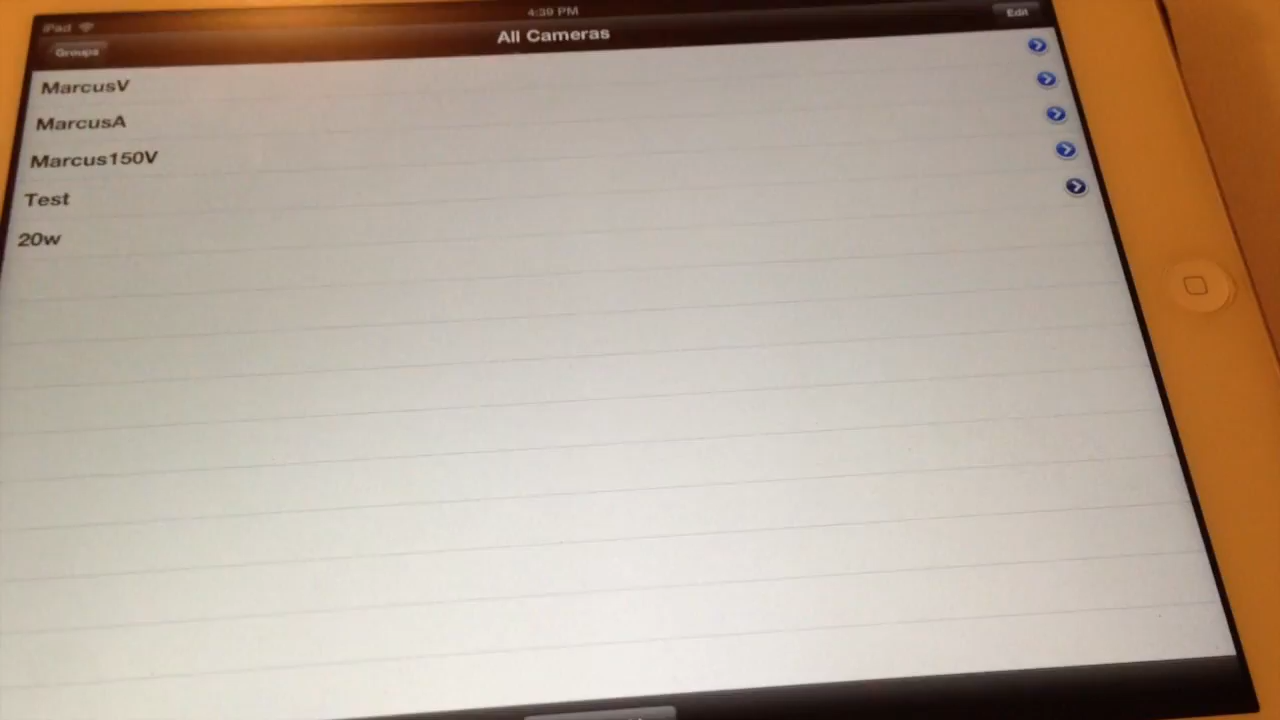 iPad
4:39 PM
Edit
Groups
All Cameras
MarcusV
MarcusA
Marcus150V
Test
20w